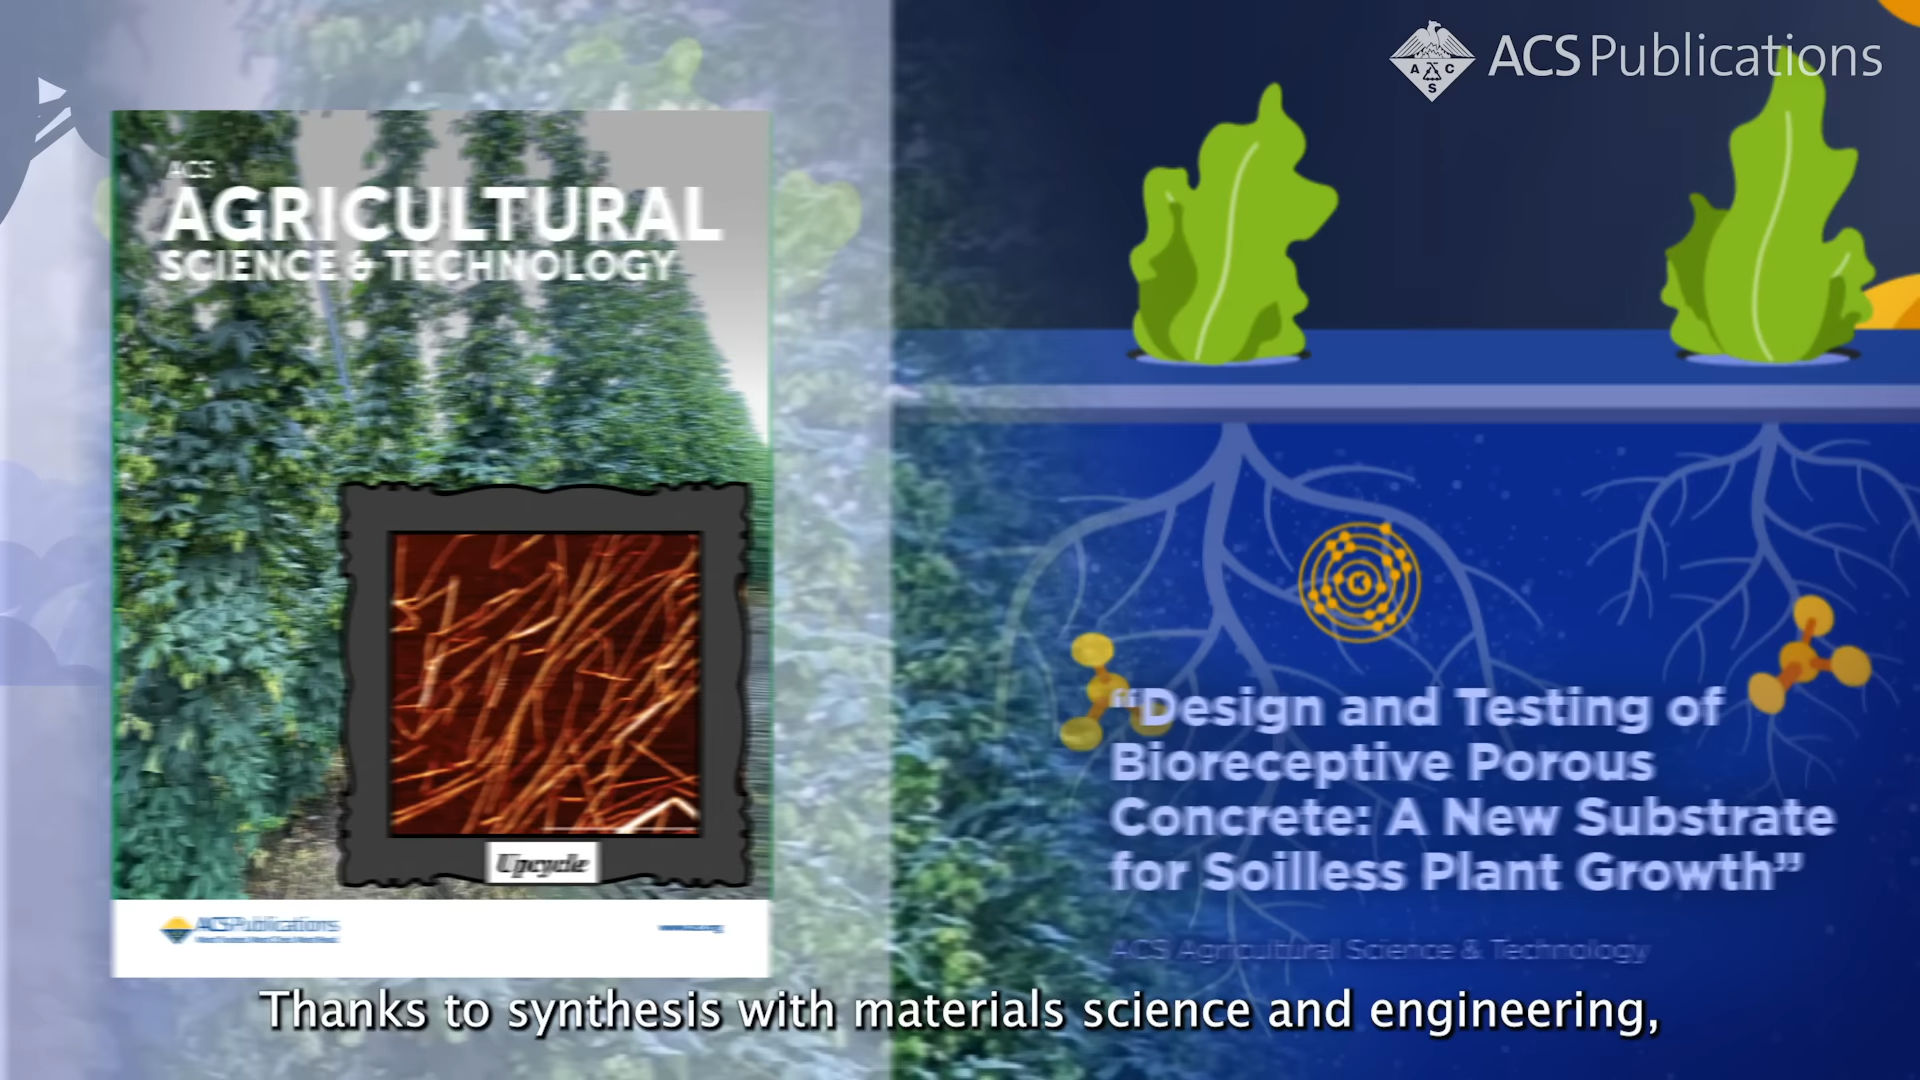 ACS Publications
A C S
ACS
AGRICULTURAL
SCIENCE & TECHNOLOGY
K
Upcycle
ACSPublications
“Design and Testing of
Bioreceptive Porous
Concrete: A New Substrate
for Soilless Plant Growth”
ACS Agricultural Science & Technology
Thanks to synthesis with materials science and engineering,